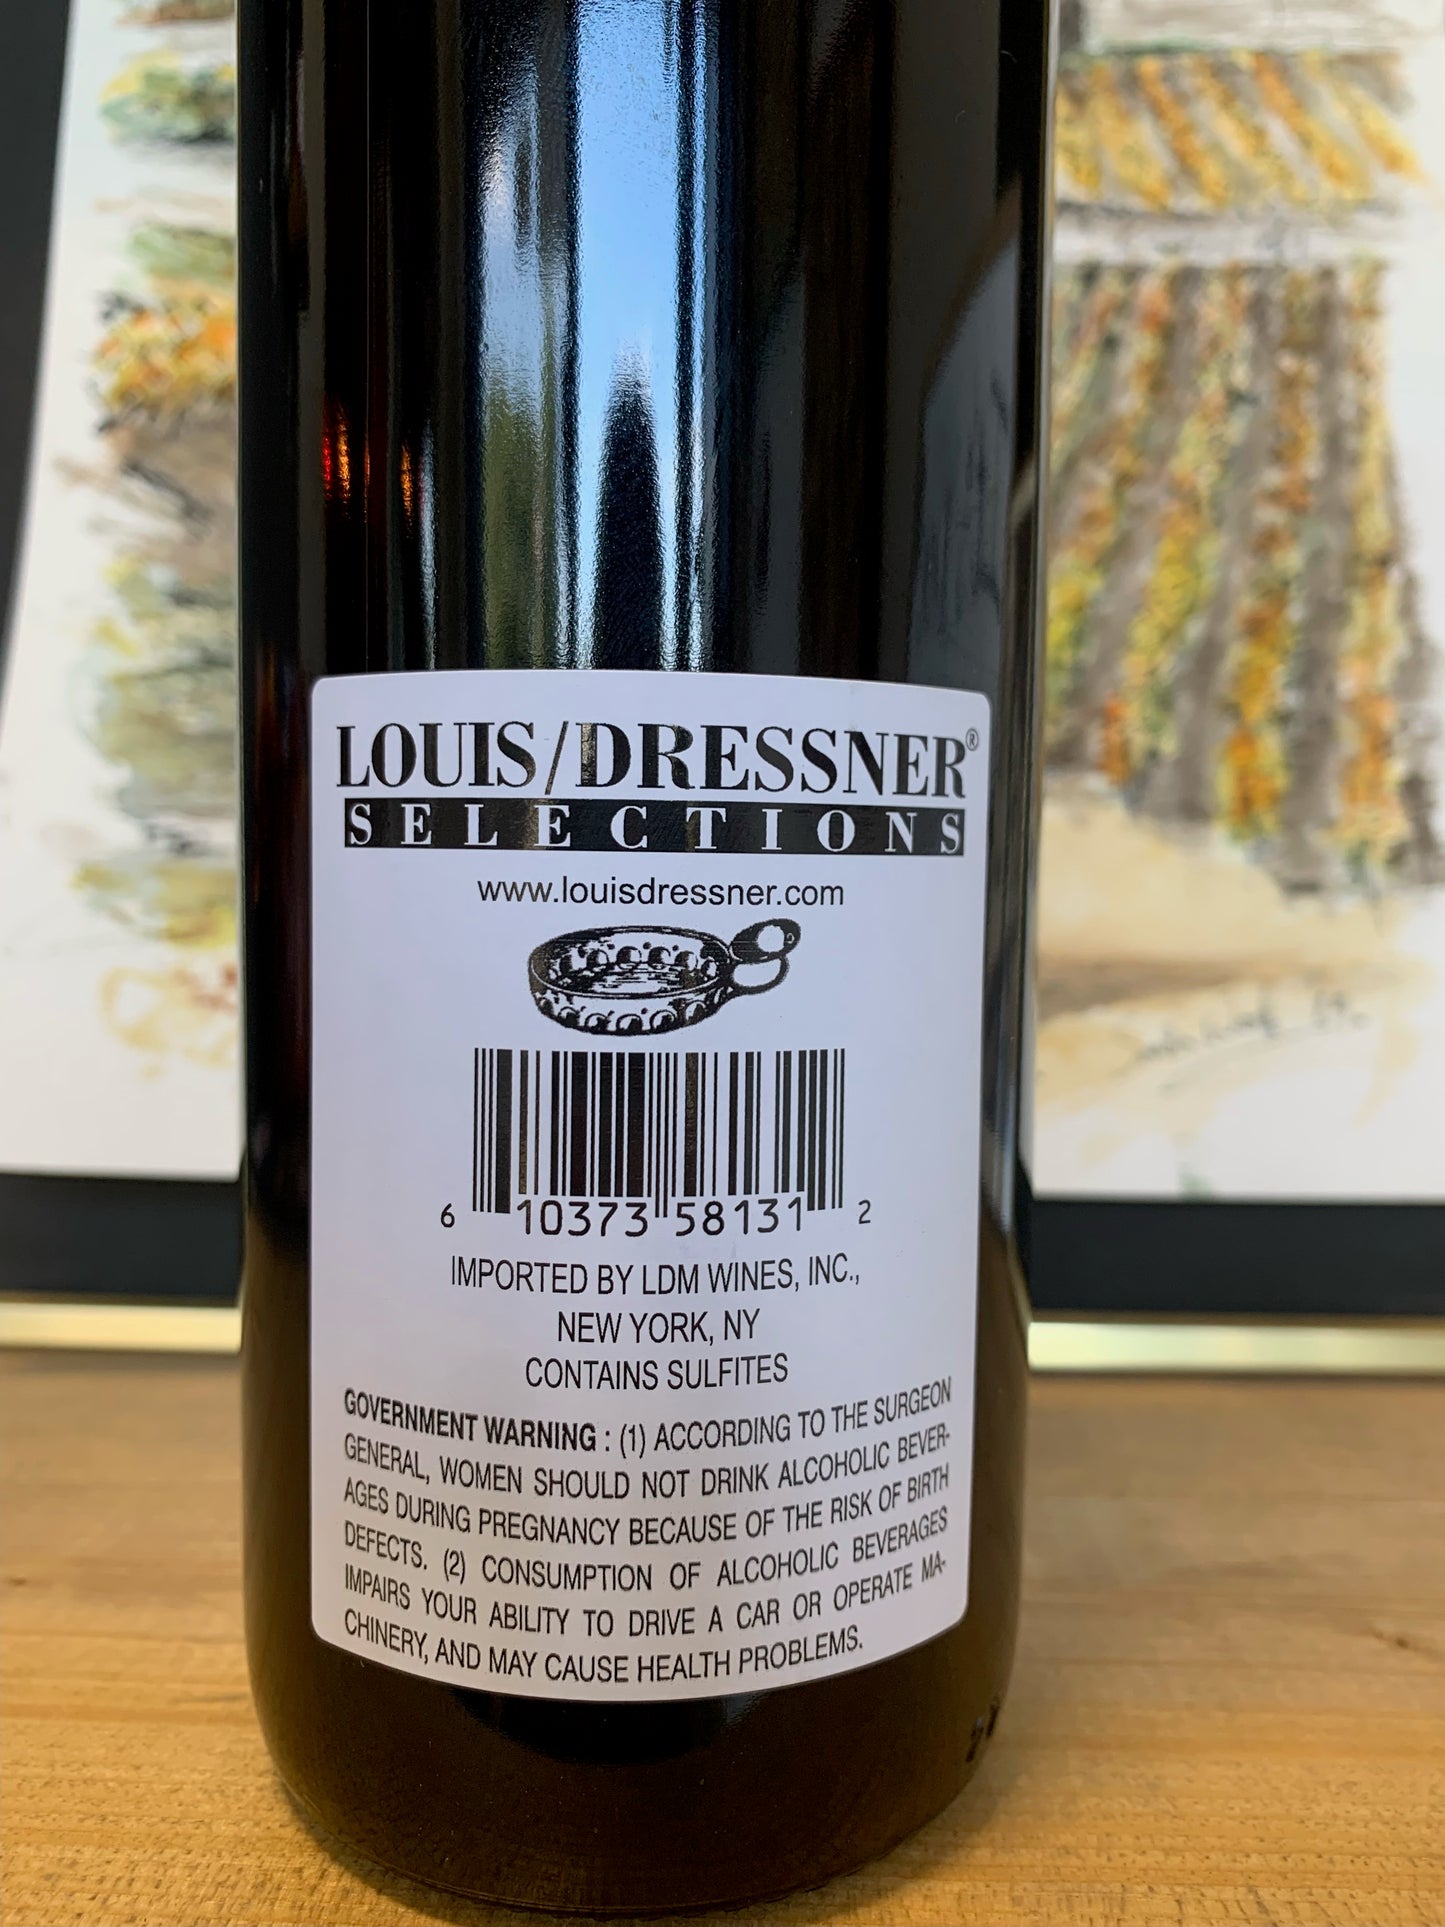 LOUIS/DRESSNER®
SELECTIONS
www.louisdressner.com
6 10373 58131 2
IMPORTED BY LDM WINES, INC.,
NEW YORK, NY
CONTAINS SULFITES
GOVERNMENT WARNING : (1) ACCORDING TO THE SURGEON
GENERAL, WOMEN SHOULD NOT DRINK ALCOHOLIC BEVER-
AGES DURING PREGNANCY BECAUSE OF THE RISK OF BIRTH
DEFECTS. (2) CONSUMPTION OF ALCOHOLIC BEVERAGES
IMPAIRS YOUR ABILITY TO DRIVE A CAR OR OPERATE MA-
CHINERY, AND MAY CAUSE HEALTH PROBLEMS.